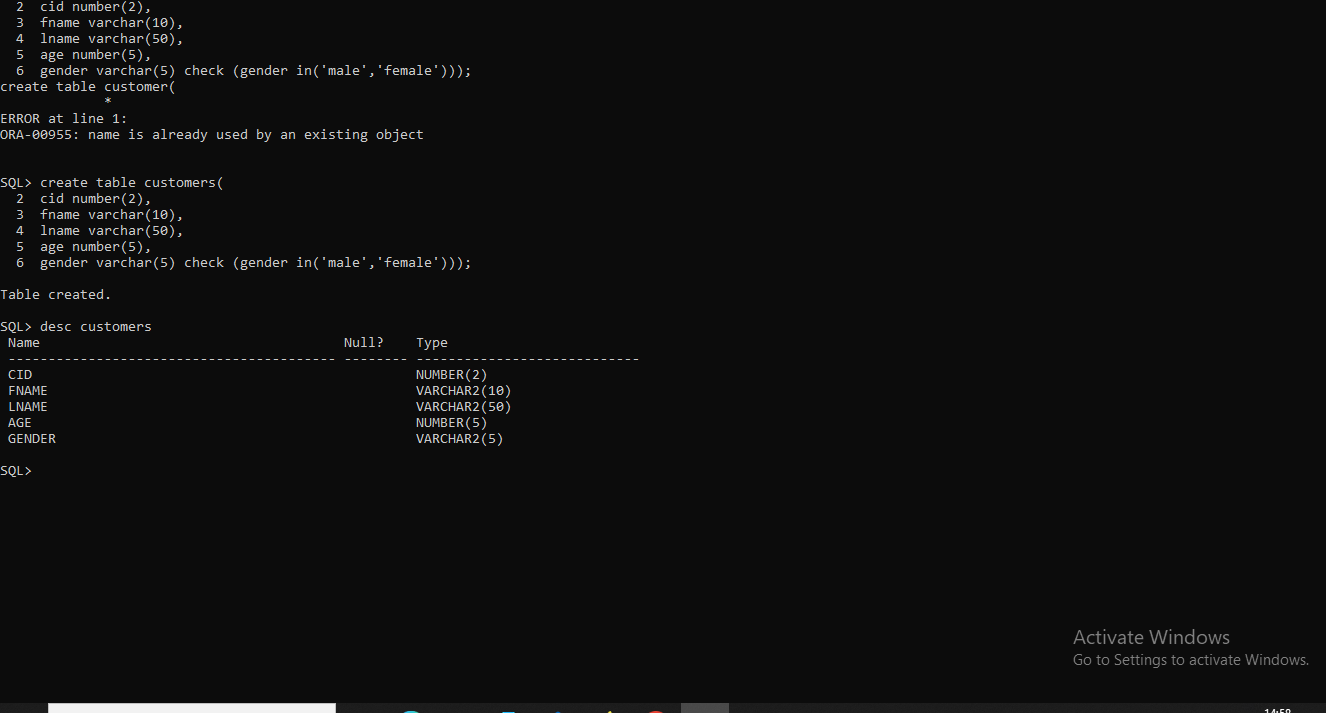 2  cid number(2),
3  fname varchar(10),
4  lname varchar(50),
5  age number(5),
6  gender varchar(5) check (gender in('male','female')));
create table customer(
*
ERROR at line 1:
ORA-00955: name is already used by an existing object
SQL> create table customers(
2  cid number(2),
3  fname varchar(10),
4  lname varchar(50),
5  age number(5),
6  gender varchar(5) check (gender in('male','female')));
Table created.
SQL> desc customers
Name Null? Type
----------------------------------------- -------- ----------------------------
CID NUMBER(2)
FNAME VARCHAR2(10)
LNAME VARCHAR2(50)
AGE NUMBER(5)
GENDER VARCHAR2(5)
SQL>
Activate Windows
Go to Settings to activate Windows.